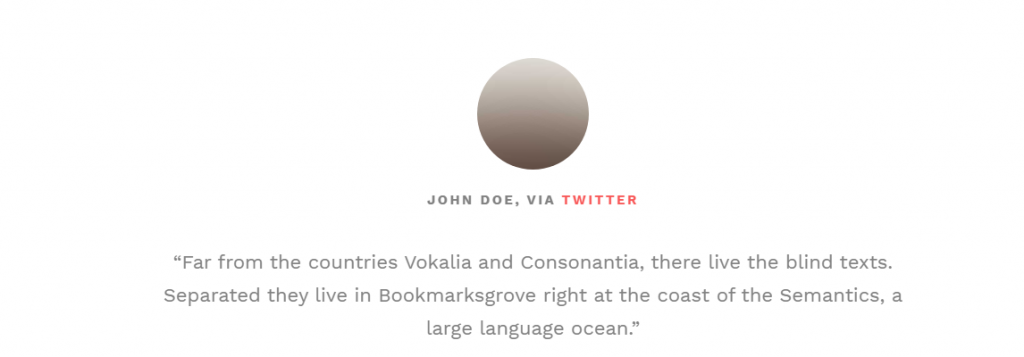 JOHN DOE, VIA TWITTER
“Far from the countries Vokalia and Consonantia, there live the blind texts.
Separated they live in Bookmarksgrove right at the coast of the Semantics, a
large language ocean.”